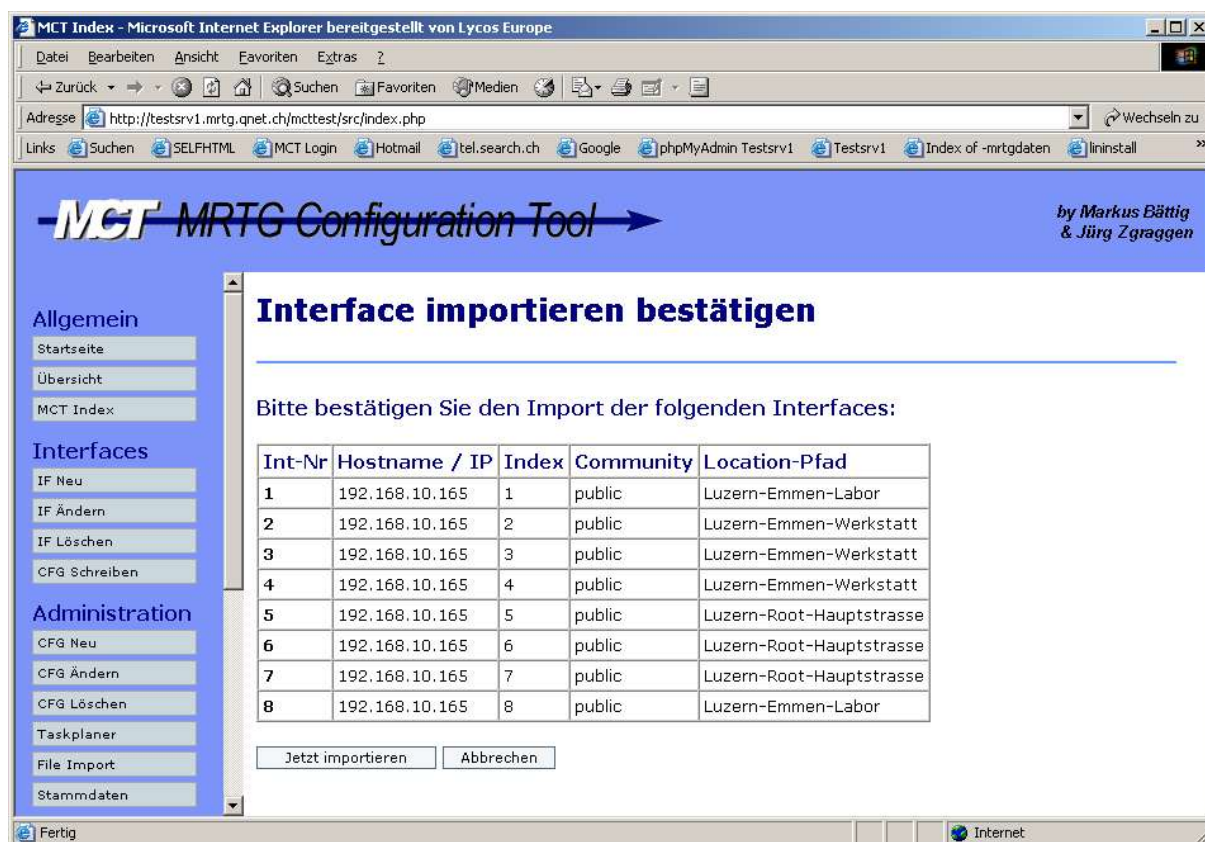 MCT Index - Microsoft Internet Explorer bereitgestellt von Lycos Europe
Datei Bearbeiten Ansicht Favoriten Extras ?
Zurück Suchen Favoriten Medien
Adresse http://testsrv1.mrtg.qnet.ch/mcttest/src/index.php Wechseln zu
Links Suchen SELFHTML MCT Login Hotmail tel.search.ch Google phpMyAdmin Testsrv1 Testsrv1 Index of -mrtgdaten lininstall »
MCT MRTG Configuration Tool
by Markus Bättig
& Jürg Zgraggen
Allgemein
Startseite
Übersicht
MCT Index
Interfaces
IF Neu
IF Ändern
IF Löschen
CFG Schreiben
Administration
CFG Neu
CFG Ändern
CFG Löschen
Taskplaner
File Import
Stammdaten
Interface importieren bestätigen
Bitte bestätigen Sie den Import der folgenden Interfaces:
Int-Nr Hostname / IP Index Community Location-Pfad
1 192.168.10.165 1 public Luzern-Emmen-Labor
2 192.168.10.165 2 public Luzern-Emmen-Werkstatt
3 192.168.10.165 3 public Luzern-Emmen-Werkstatt
4 192.168.10.165 4 public Luzern-Emmen-Werkstatt
5 192.168.10.165 5 public Luzern-Root-Hauptstrasse
6 192.168.10.165 6 public Luzern-Root-Hauptstrasse
7 192.168.10.165 7 public Luzern-Root-Hauptstrasse
8 192.168.10.165 8 public Luzern-Emmen-Labor
Jetzt importieren Abbrechen
Fertig Internet